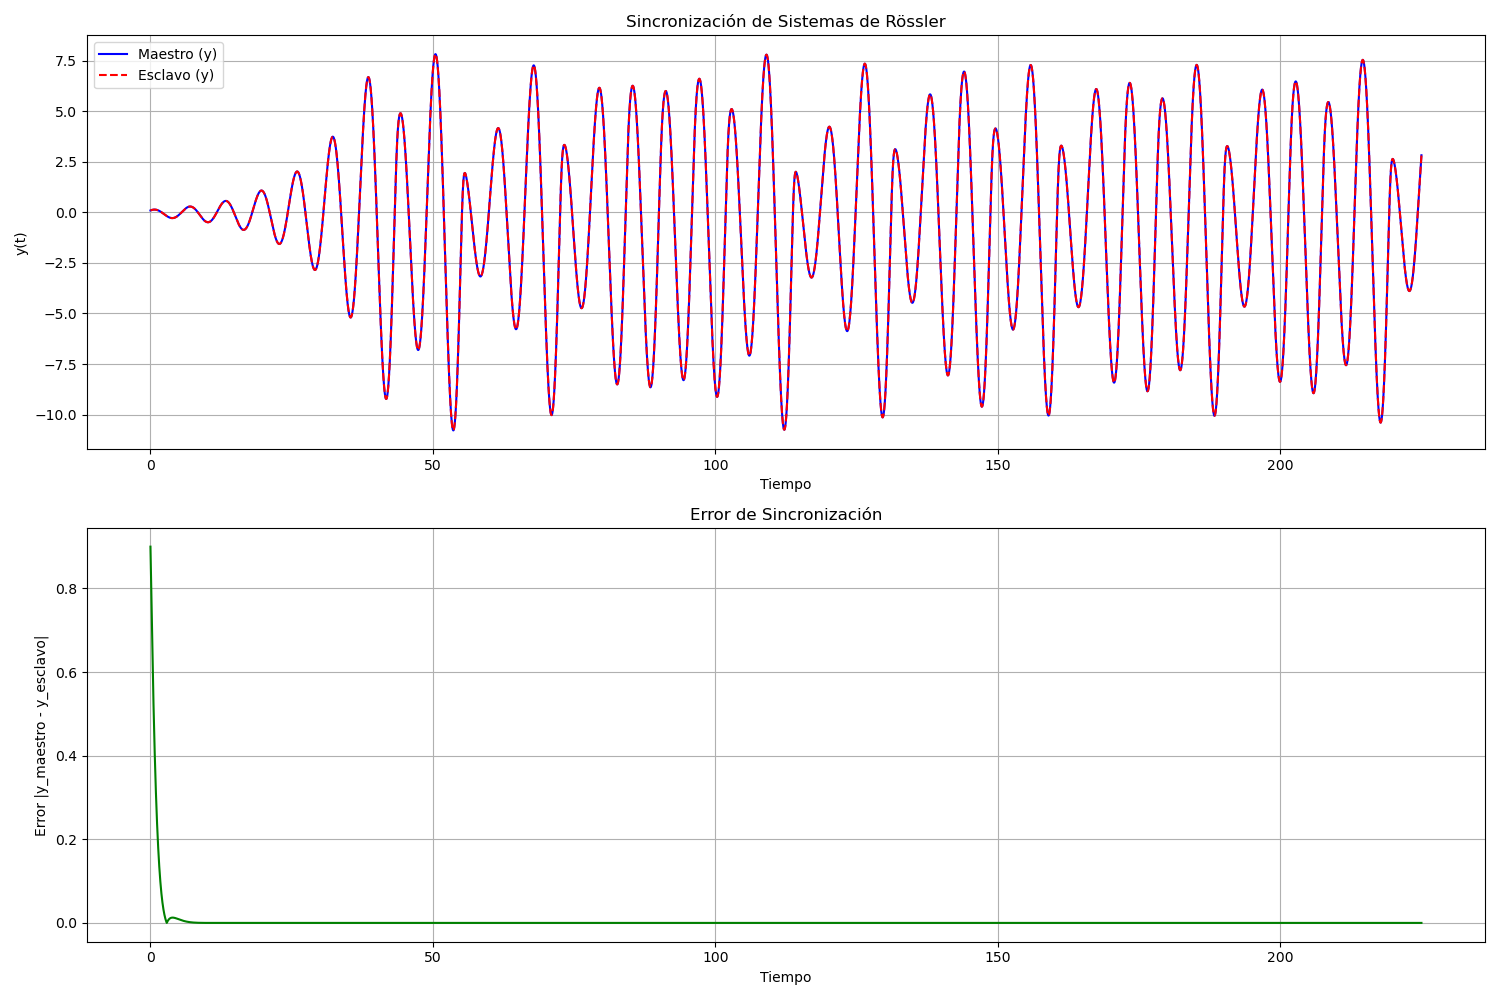 Sincronización de Sistemas de Rössler
Maestro (y)
Esclavo (y)
7.5
5.0
2.5
0.0
−2.5
−5.0
−7.5
−10.0
y(t)
0
50
100
150
200
Tiempo
Error de Sincronización
0.8
0.6
0.4
0.2
0.0
Error |y_maestro - y_esclavo|
0
50
100
150
200
Tiempo